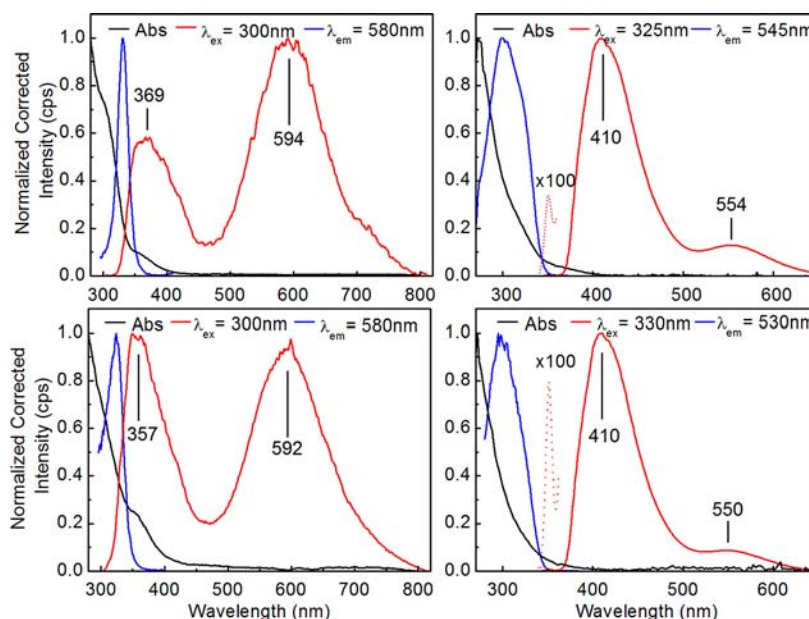 Abs λex = 300nm λem = 580nm
1.0
0.8
0.6
0.4
0.2
0.0
Normalized Corrected
Intensity (cps)
369
594
300 400 500 600 700 800
Abs λex = 325nm λem = 545nm
1.0
0.8
0.6
0.4
0.2
0.0
x100
410
554
300 400 500 600
Abs λex = 300nm λem = 580nm
1.0
0.8
0.6
0.4
0.2
0.0
Normalized Corrected
Intensity (cps)
357
592
300 400 500 600 700 800
Wavelength (nm)
Abs λex = 330nm λem = 530nm
1.0
0.8
0.6
0.4
0.2
0.0
x100
410
550
300 400 500 600
Wavelength (nm)